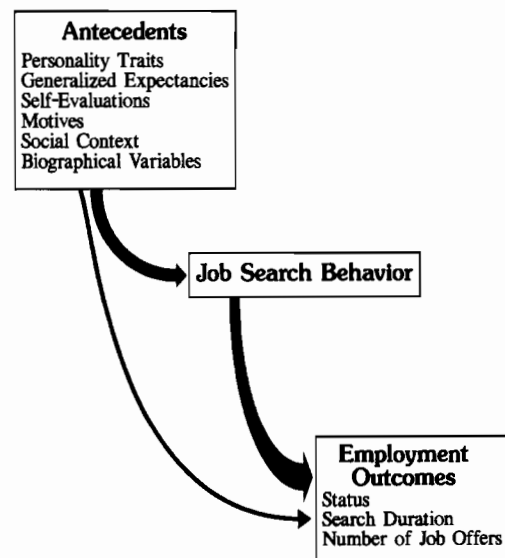 Antecedents
Personality Traits
Generalized Expectancies
Self-Evaluations
Motives
Social Context
Biographical Variables
Job Search Behavior
Employment
Outcomes
Status
Search Duration
Number of Job Offers